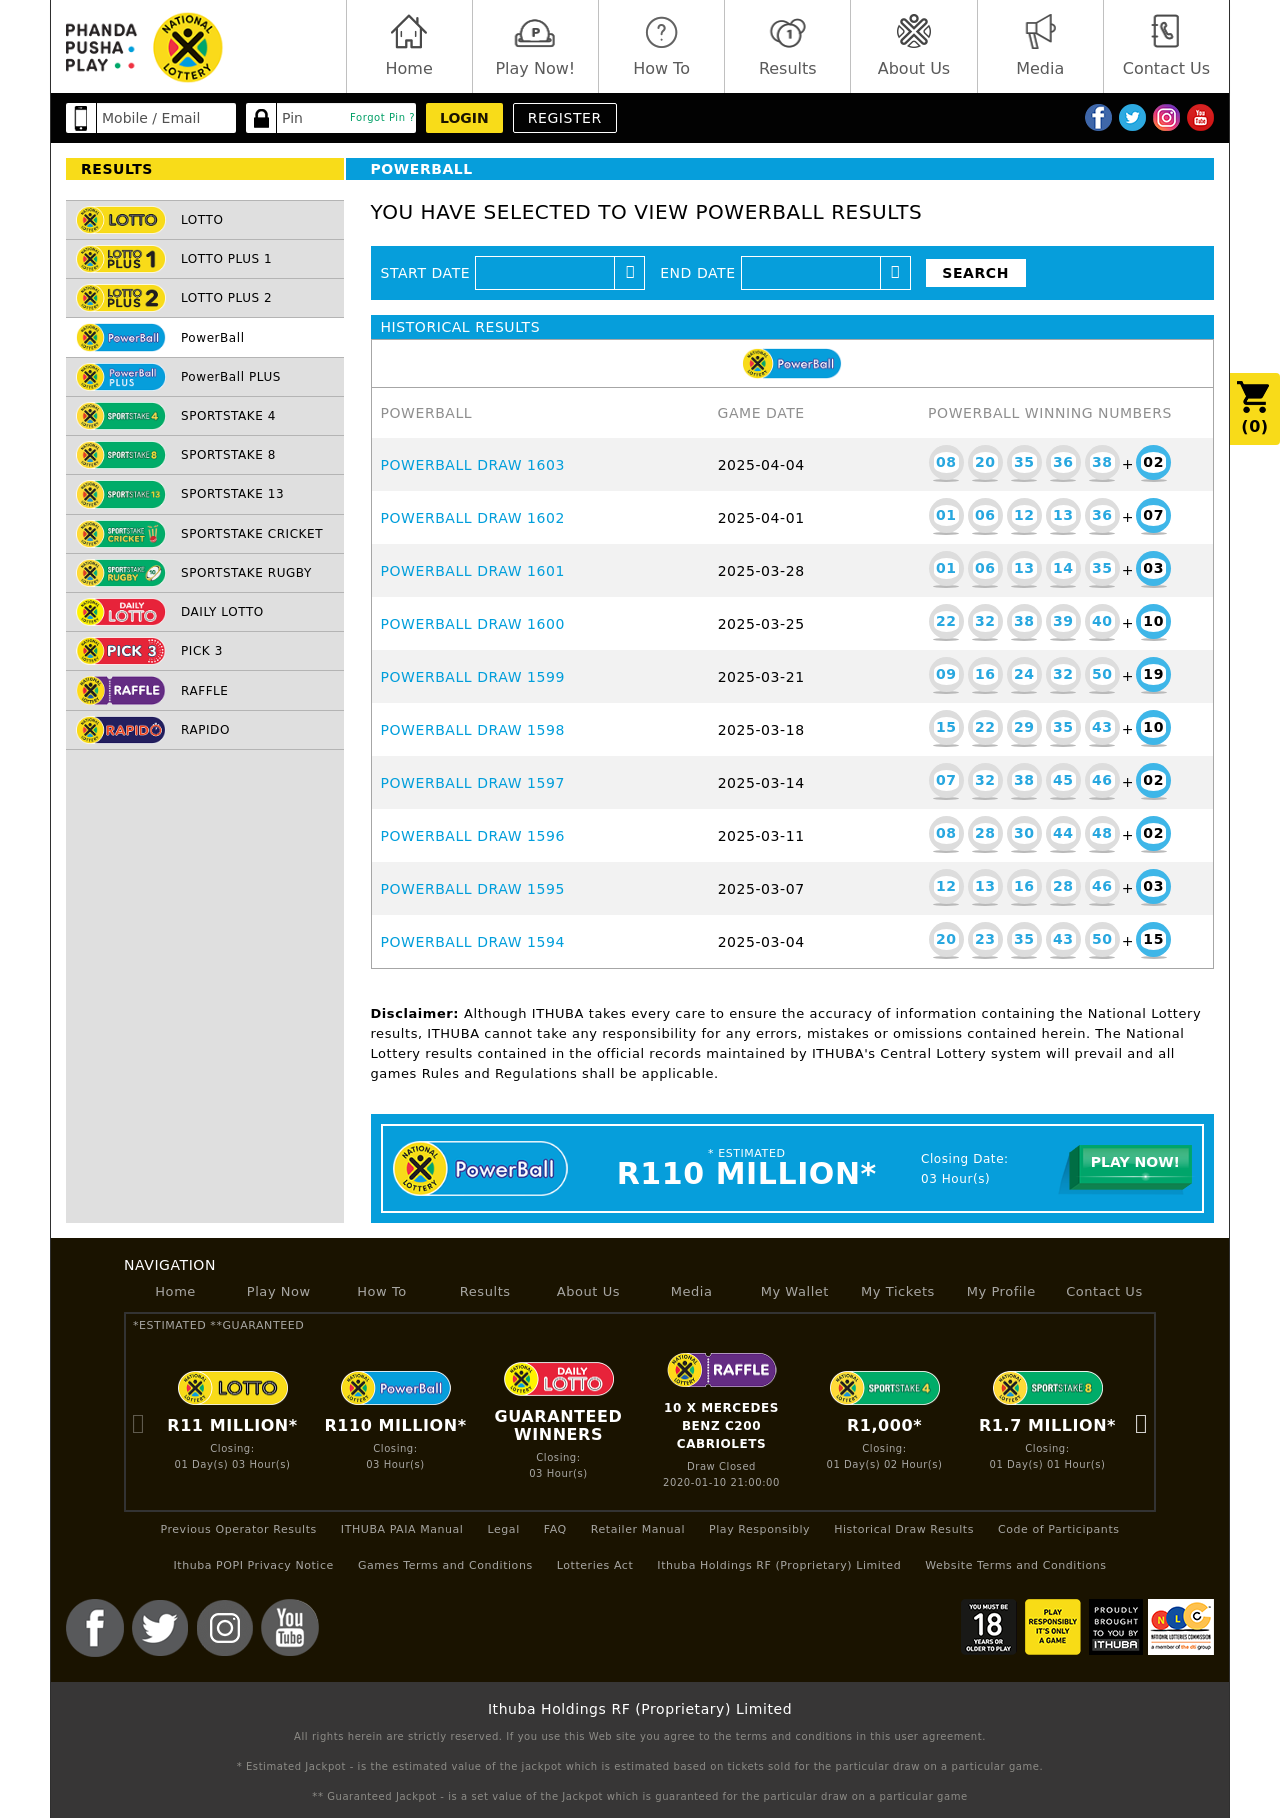 PHANDA
PUSHA
PLAY
NATIONAL
LOTTERY
Home
Play Now!
How To
Results
About Us
Media
Contact Us
Mobile / Email
Pin
Forgot Pin ?
LOGIN
REGISTER
RESULTS
LOTTO
LOTTO PLUS 1
LOTTO PLUS 2
PowerBall
PowerBall PLUS
SPORTSTAKE 4
SPORTSTAKE 8
SPORTSTAKE 13
SPORTSTAKE CRICKET
SPORTSTAKE RUGBY
DAILY LOTTO
PICK 3
RAFFLE
RAPIDO
POWERBALL
YOU HAVE SELECTED TO VIEW POWERBALL RESULTS
START DATE
END DATE
SEARCH
HISTORICAL RESULTS
PowerBall
POWERBALL GAME DATE POWERBALL WINNING NUMBERS
POWERBALL DRAW 1603 2025-04-04 08 20 35 36 38 + 02
POWERBALL DRAW 1602 2025-04-01 01 06 12 13 36 + 07
POWERBALL DRAW 1601 2025-03-28 01 06 13 14 35 + 03
POWERBALL DRAW 1600 2025-03-25 22 32 38 39 40 + 10
POWERBALL DRAW 1599 2025-03-21 09 16 24 32 50 + 19
POWERBALL DRAW 1598 2025-03-18 15 22 29 35 43 + 10
POWERBALL DRAW 1597 2025-03-14 07 32 38 45 46 + 02
POWERBALL DRAW 1596 2025-03-11 08 28 30 44 48 + 02
POWERBALL DRAW 1595 2025-03-07 12 13 16 28 46 + 03
POWERBALL DRAW 1594 2025-03-04 20 23 35 43 50 + 15
(0)
Disclaimer: Although ITHUBA takes every care to ensure the accuracy of information containing the National Lottery
results, ITHUBA cannot take any responsibility for any errors, mistakes or omissions contained herein. The National
Lottery results contained in the official records maintained by ITHUBA's Central Lottery system will prevail and all
games Rules and Regulations shall be applicable.
NATIONAL
LOTTERY
PowerBall
* ESTIMATED
R110 MILLION*
Closing Date:
03 Hour(s)
PLAY NOW!
NAVIGATION
Home Play Now How To Results About Us Media My Wallet My Tickets My Profile Contact Us
*ESTIMATED **GUARANTEED
LOTTO
R11 MILLION*
Closing:
01 Day(s) 03 Hour(s)
PowerBall
R110 MILLION*
Closing:
03 Hour(s)
DAILY
LOTTO
GUARANTEED
WINNERS
Closing:
03 Hour(s)
RAFFLE
10 X MERCEDES
BENZ C200
CABRIOLETS
Draw Closed
2020-01-10 21:00:00
SPORTSTAKE 4
R1,000*
Closing:
01 Day(s) 02 Hour(s)
SPORTSTAKE 8
R1.7 MILLION*
Closing:
01 Day(s) 01 Hour(s)
Previous Operator Results ITHUBA PAIA Manual Legal FAQ Retailer Manual Play Responsibly Historical Draw Results Code of Participants
Ithuba POPI Privacy Notice Games Terms and Conditions Lotteries Act Ithuba Holdings RF (Proprietary) Limited Website Terms and Conditions
You
Tube
YOU MUST BE
18
YEARS OR
OLDER TO PLAY
PLAY
RESPONSIBLY
IT'S ONLY
A GAME
PROUDLY
BROUGHT
TO YOU BY
ITHUBA
NLC
NATIONAL LOTTERIES COMMISSION
a member of the dti group
Ithuba Holdings RF (Proprietary) Limited
All rights herein are strictly reserved. If you use this Web site you agree to the terms and conditions in this user agreement.
* Estimated Jackpot - is the estimated value of the jackpot which is estimated based on tickets sold for the particular draw on a particular game.
** Guaranteed Jackpot - is a set value of the Jackpot which is guaranteed for the particular draw on a particular game